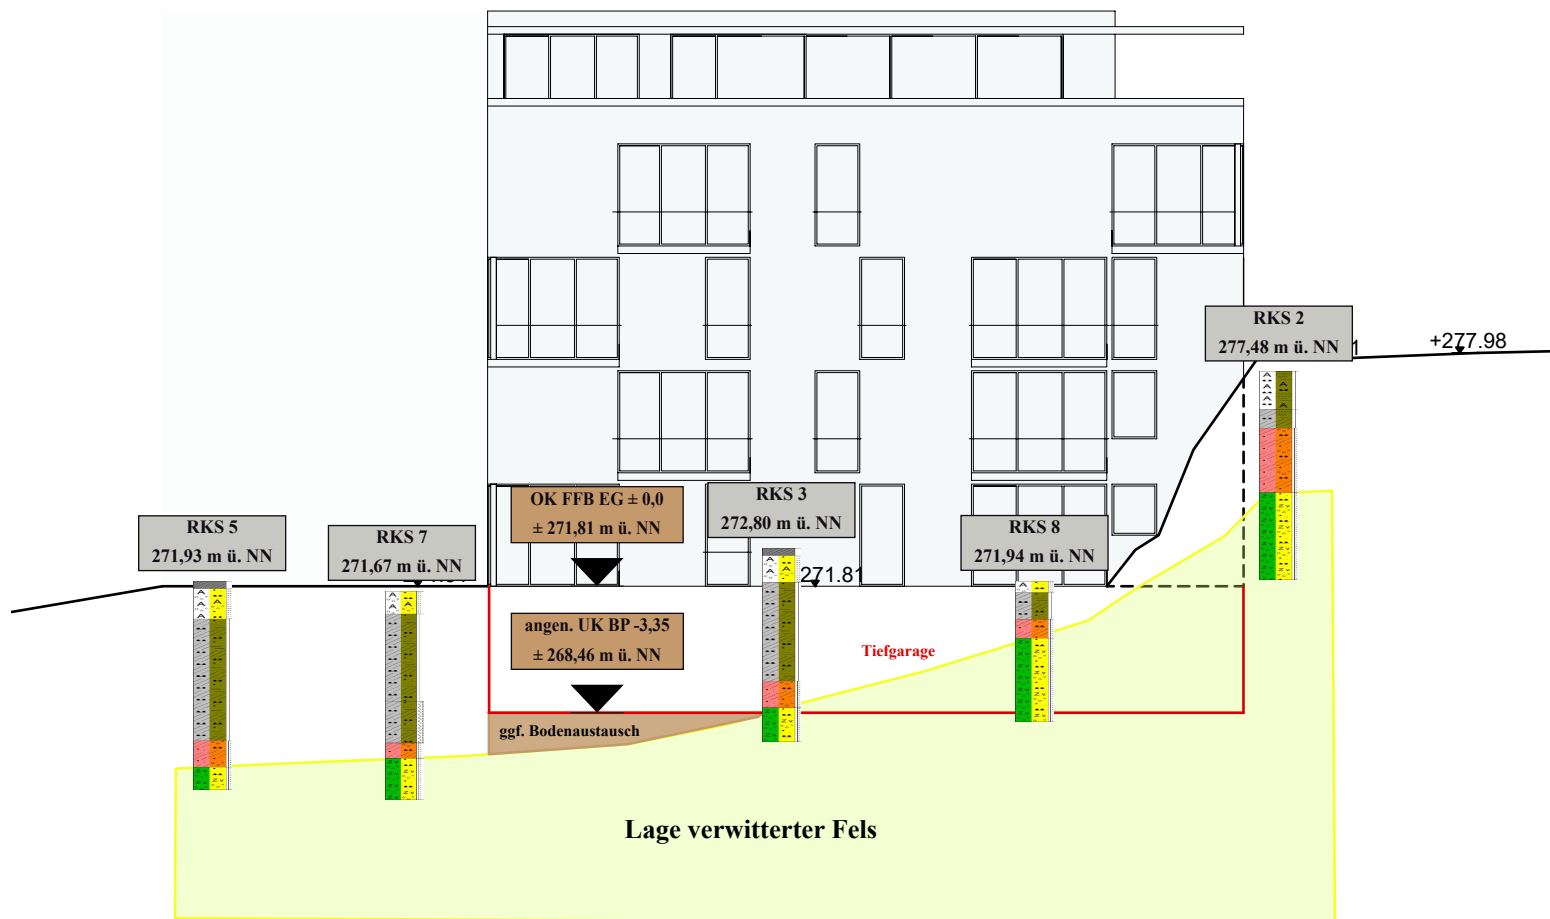 RKS 2
277,48 m ü. NN
+277.98
OK FFB EG ± 0,0
± 271,81 m ü. NN
RKS 3
272,80 m ü. NN
RKS 5
271,93 m ü. NN
RKS 7
271,67 m ü. NN
RKS 8
271,94 m ü. NN
271.81
angen. UK BP -3,35
± 268,46 m ü. NN
Tiefgarage
ggf. Bodenaustausch
Lage verwitterter Fels